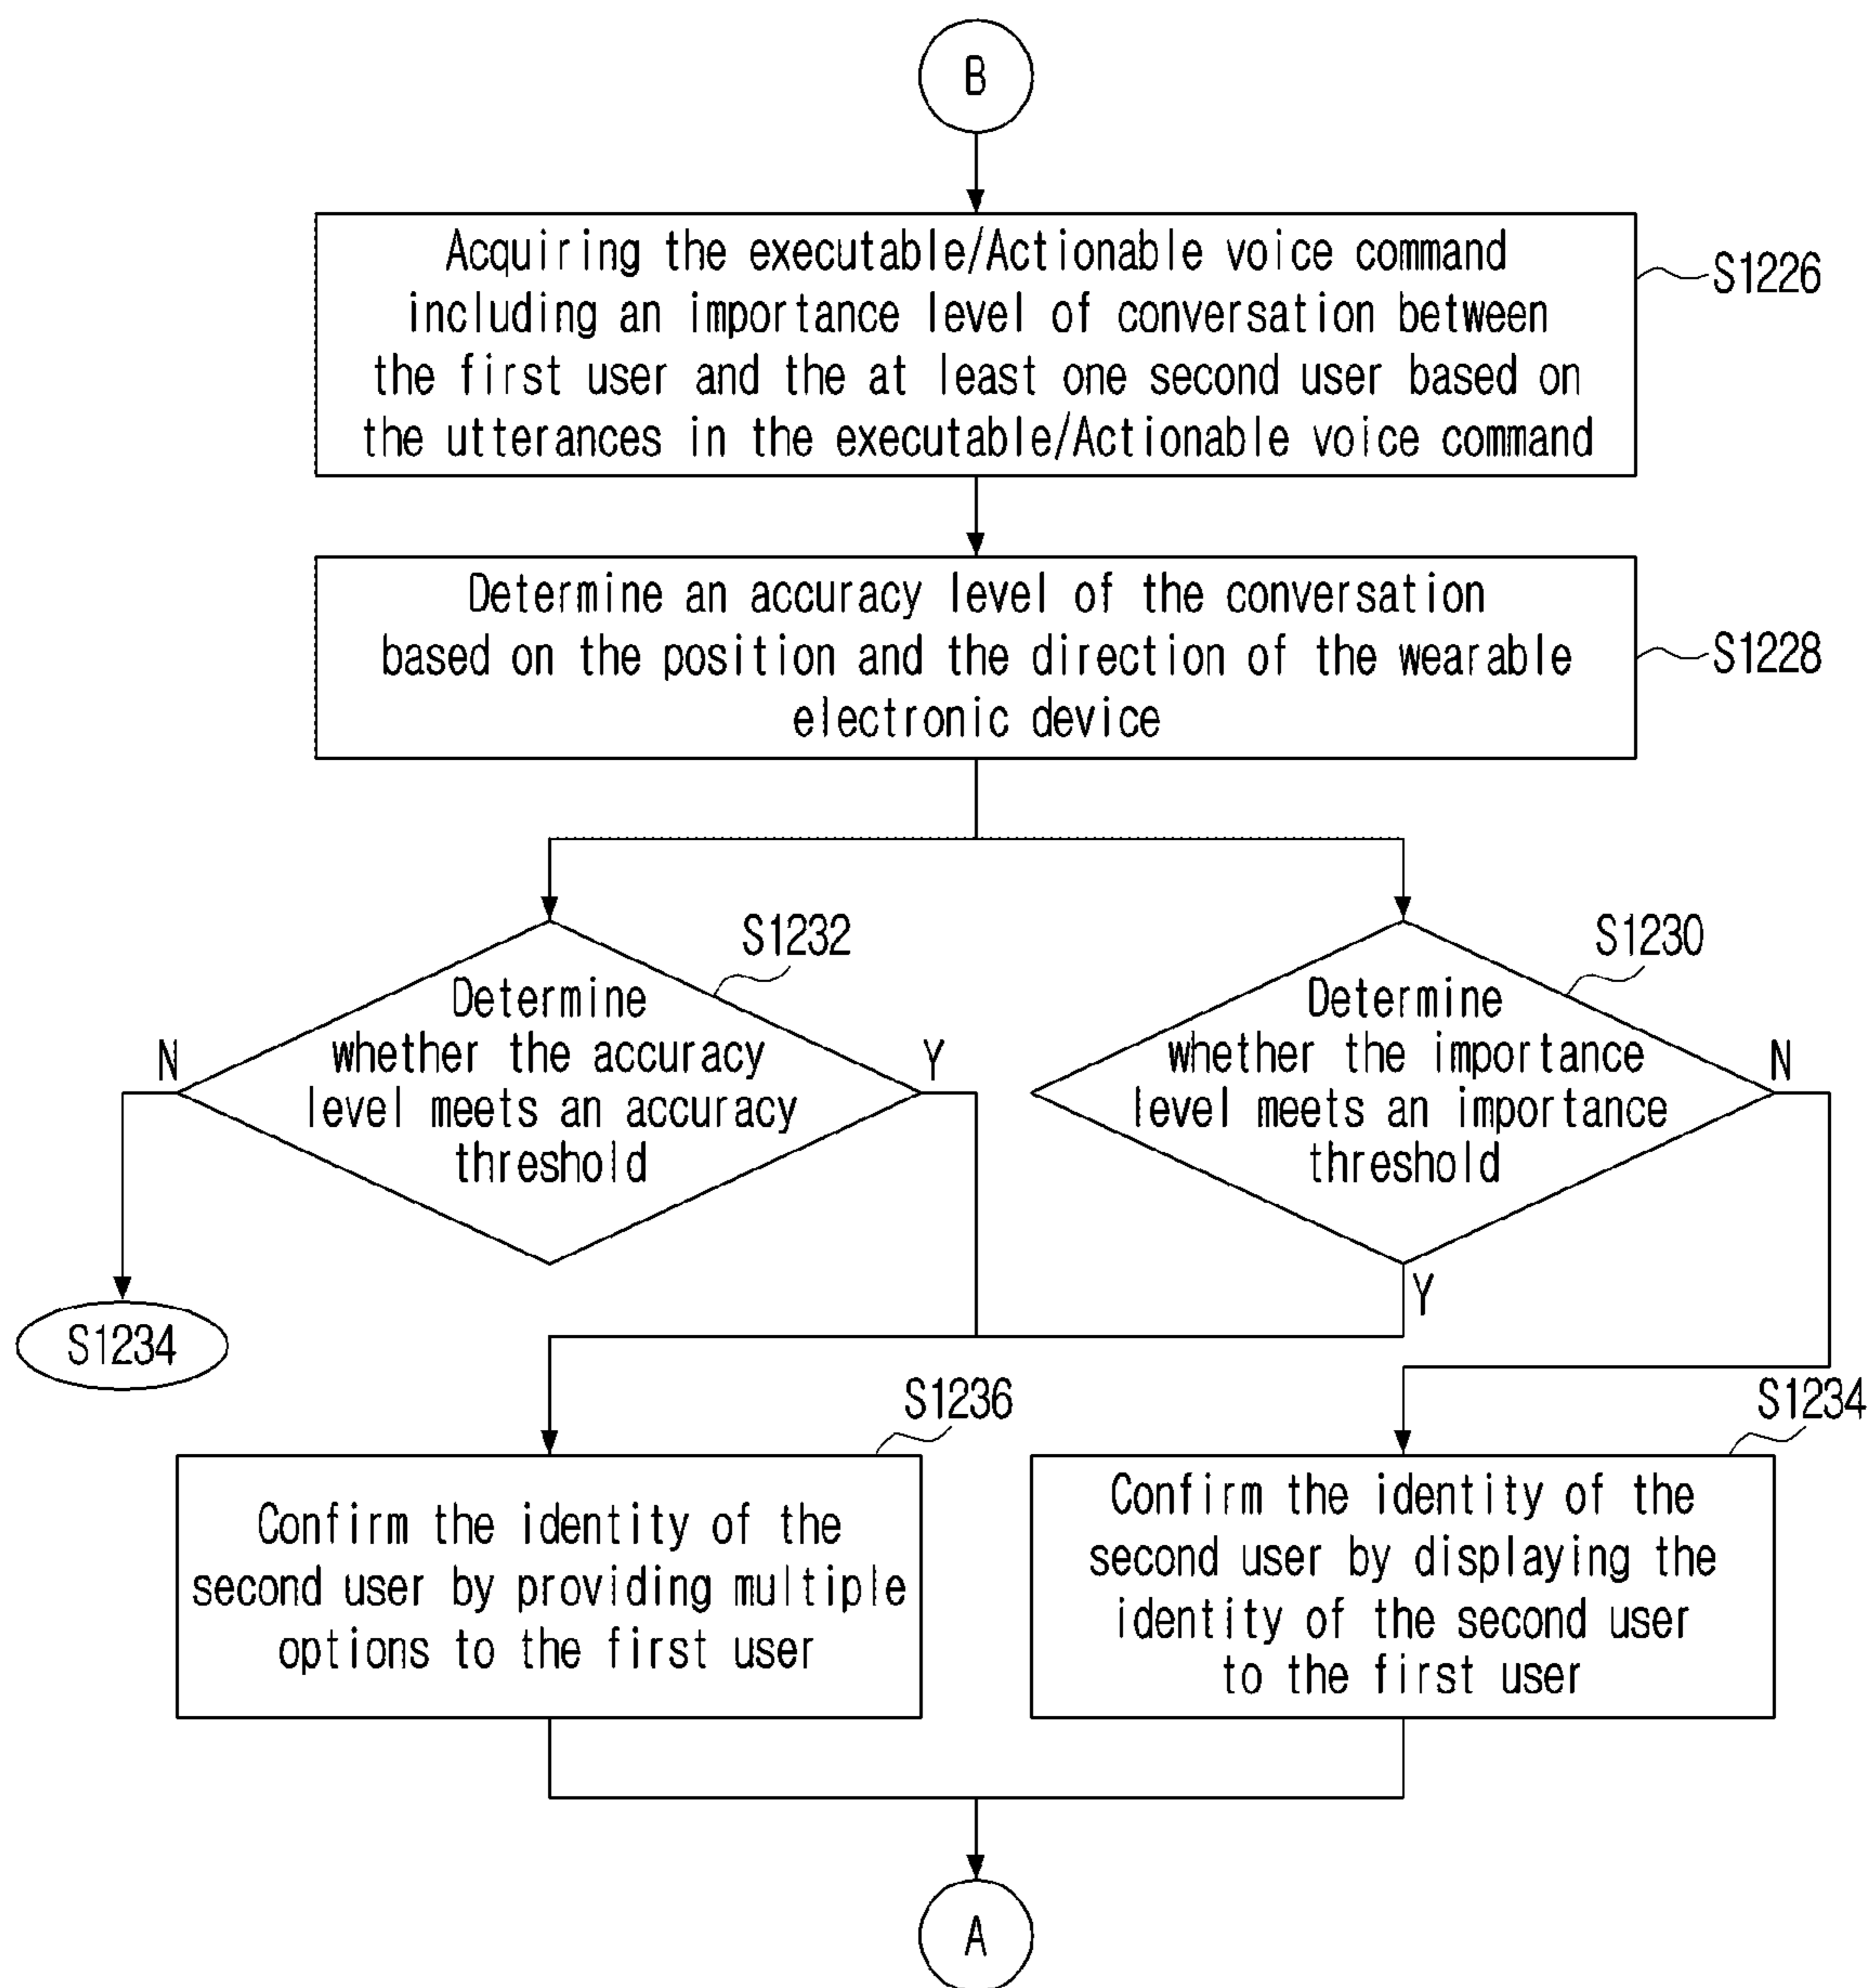 B
Acquiring the executable/Actionable voice command
including an importance level of conversation between
the first user and the at least one second user based on
the utterances in the executable/Actionable voice command
S1226
Determine an accuracy level of the conversation
based on the position and the direction of the wearable
electronic device
S1228
S1232
Determine
whether the accuracy
level meets an accuracy
threshold
N
Y
S1230
Determine
whether the importance
level meets an importance
threshold
N
Y
S1234
S1236
Confirm the identity of the
second user by providing multiple
options to the first user
S1234
Confirm the identity of the
second user by displaying the
identity of the second user
to the first user
A